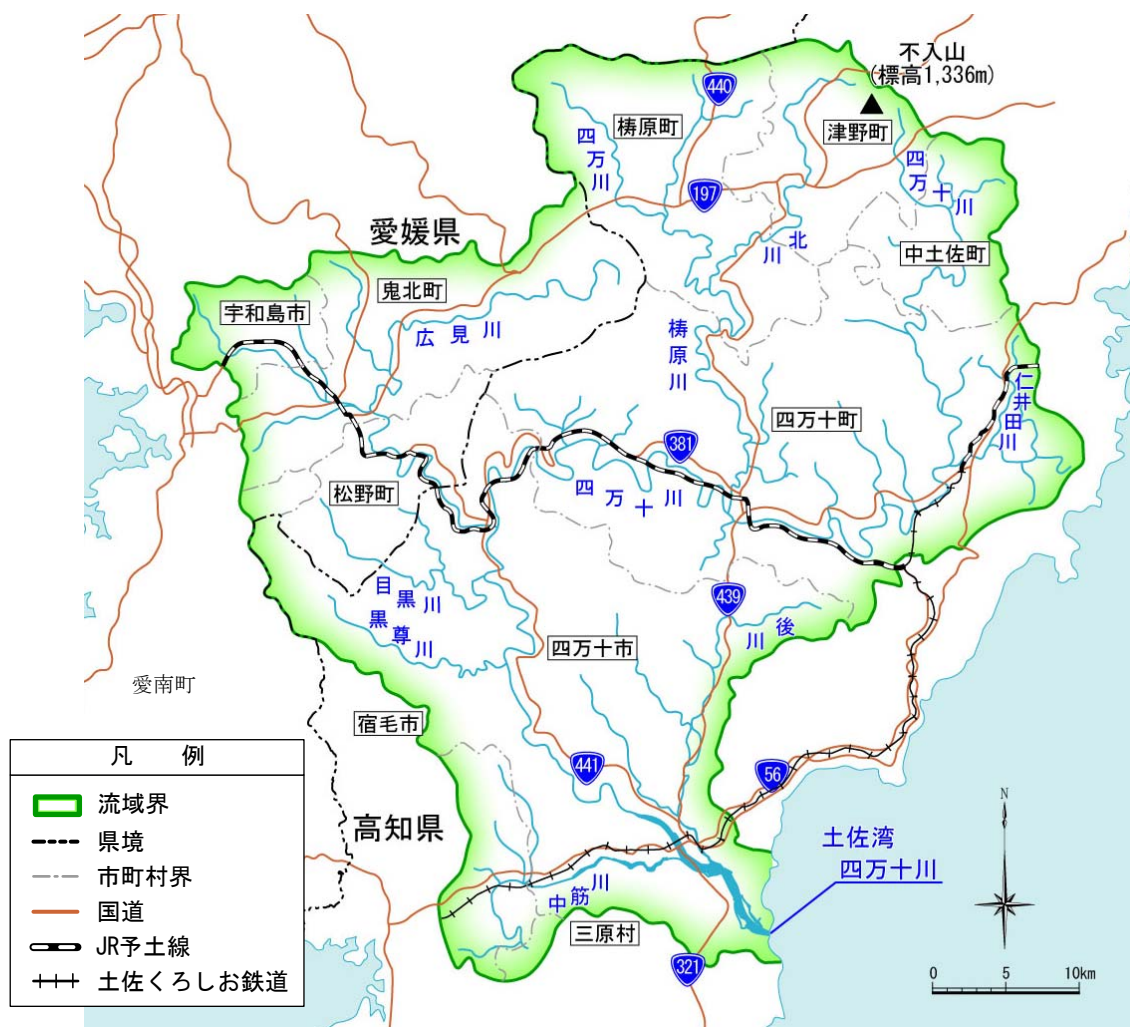 不入山
(標高1,336m)
440
梼原町
津野町
四万川
四万十川
197
愛媛県
北川
中土佐町
鬼北町
宇和島市
広見川
梼原川
仁井田川
四万十町
381
四万十川
松野町
目黒川
439
黒尊川
後川
四万十市
愛南町
宿毛市
凡 例
441
56
流域界
N
県境
高知県
土佐湾
市町村界
四万十川
国道
中筋川
三原村
JR予土線
321
土佐くろしお鉄道
0 5 10km